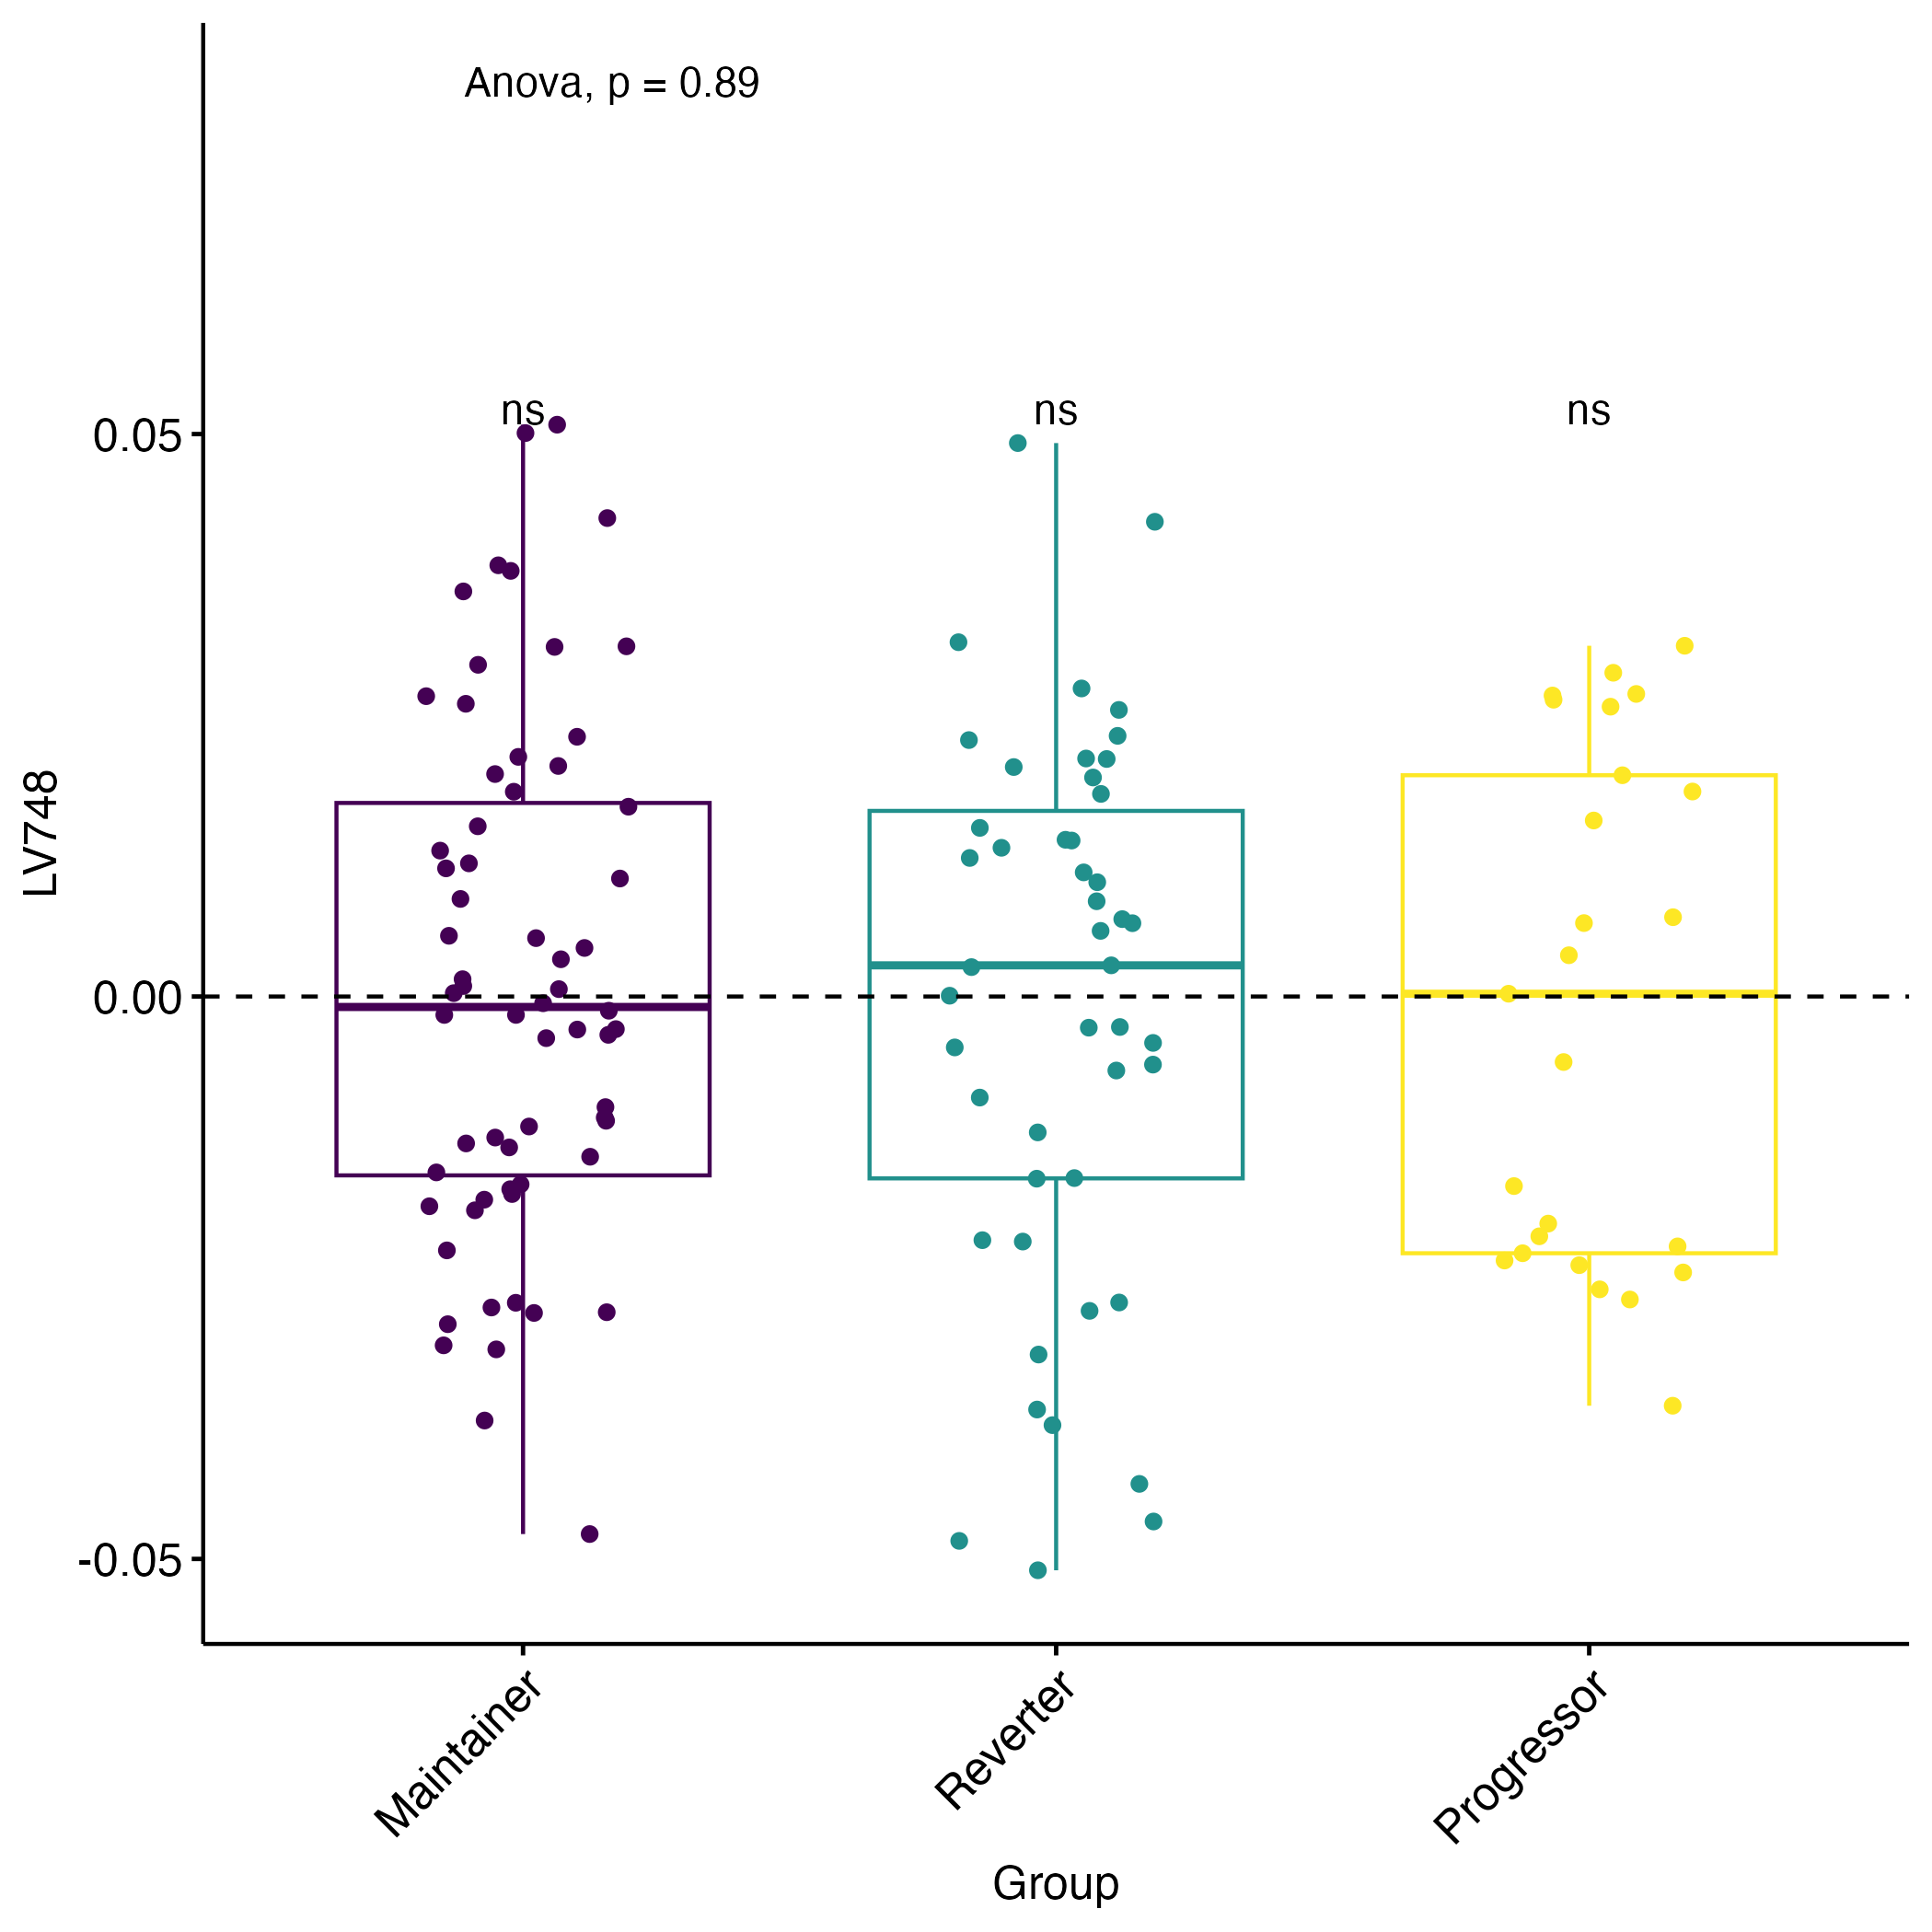 Anova, p = 0.89
ns ns ns
0.05
0.00
-0.05
LV748
Maintainer Reverter Progressor
Group